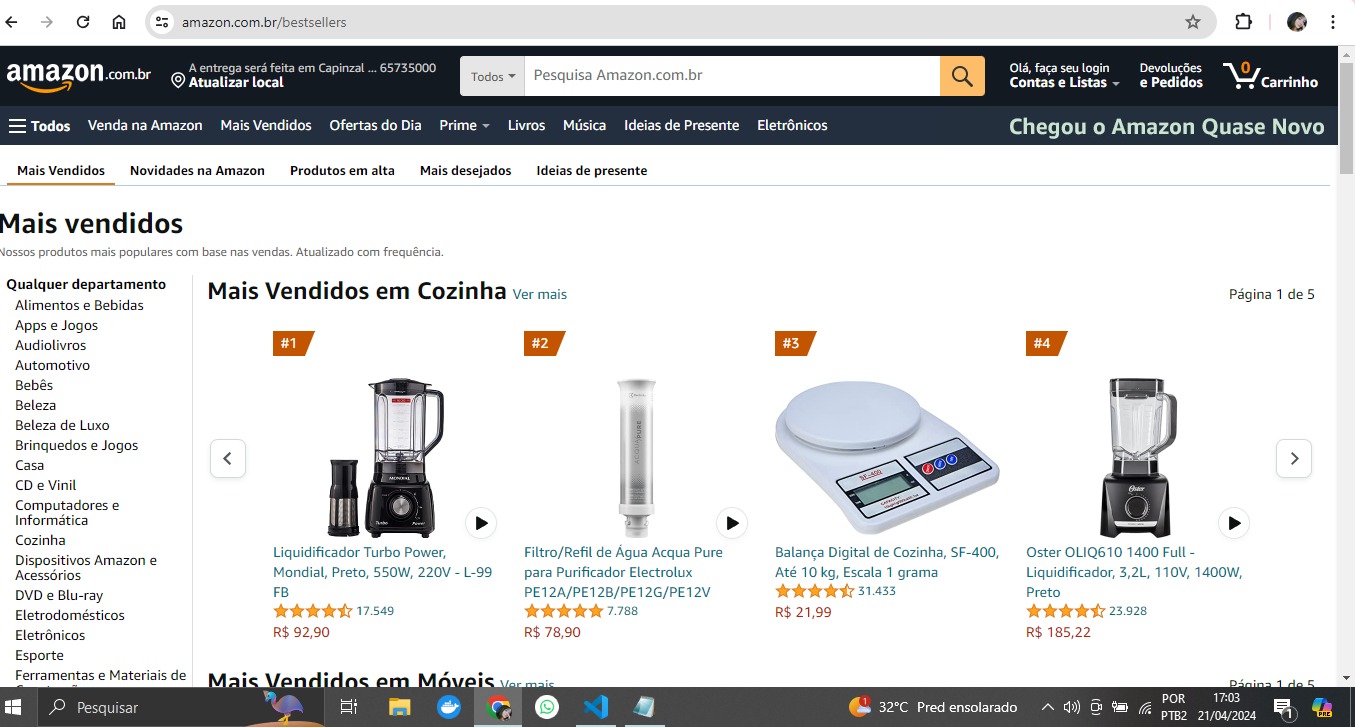 amazon.com.br/bestsellers
amazon.com.br
A entrega será feita em Capinzal ... 65735000
Atualizar local
Todos
Pesquisa Amazon.com.br
Olá, faça seu login
Contas e Listas
Devoluções
e Pedidos
0
Carrinho
Todos
Venda na Amazon
Mais Vendidos
Ofertas do Dia
Prime
Livros
Música
Ideias de Presente
Eletrônicos
Chegou o Amazon Quase Novo
Mais Vendidos
Novidades na Amazon
Produtos em alta
Mais desejados
Ideias de presente
Mais vendidos
Nossos produtos mais populares com base nas vendas. Atualizado com frequência.
Qualquer departamento
Alimentos e Bebidas
Apps e Jogos
Audiolivros
Automotivo
Bebês
Beleza
Beleza de Luxo
Brinquedos e Jogos
Casa
CD e Vinil
Computadores e
Informática
Cozinha
Dispositivos Amazon e
Acessórios
DVD e Blu-ray
Eletrodomésticos
Eletrônicos
Esporte
Ferramentas e Materiais de
Mais Vendidos em Cozinha Ver mais
Página 1 de 5
#1
MONDIAL
Turbo
Power
Liquidificador Turbo Power,
Mondial, Preto, 550W, 220V - L-99
FB
17.549
R$ 92,90
#2
ACQUAPURE
Filtro/Refil de Água Acqua Pure
para Purificador Electrolux
PE12A/PE12B/PE12G/PE12V
7.788
R$ 78,90
#3
SF-400
Balança Digital de Cozinha, SF-400,
Até 10 kg, Escala 1 grama
31.433
R$ 21,99
#4
Oster
Oster OLIQ610 1400 Full -
Liquidificador, 3,2L, 110V, 1400W,
Preto
23.928
R$ 185,22
Mais Vendidos em Móveis Ver mais
Página 1 de 5
Pesquisar
1
32°C Pred ensolarado
POR
PTB2
17:03
21/04/2024
1
PRE